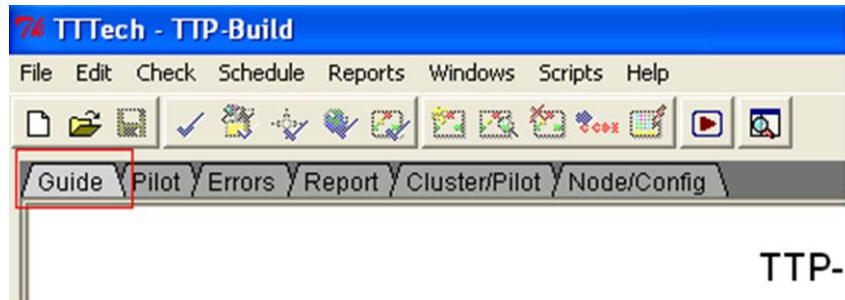 TTTech - TTP-Build
File Edit Check Schedule Reports Windows Scripts Help
Guide Pilot Errors Report Cluster/Pilot Node/Config
TTP-